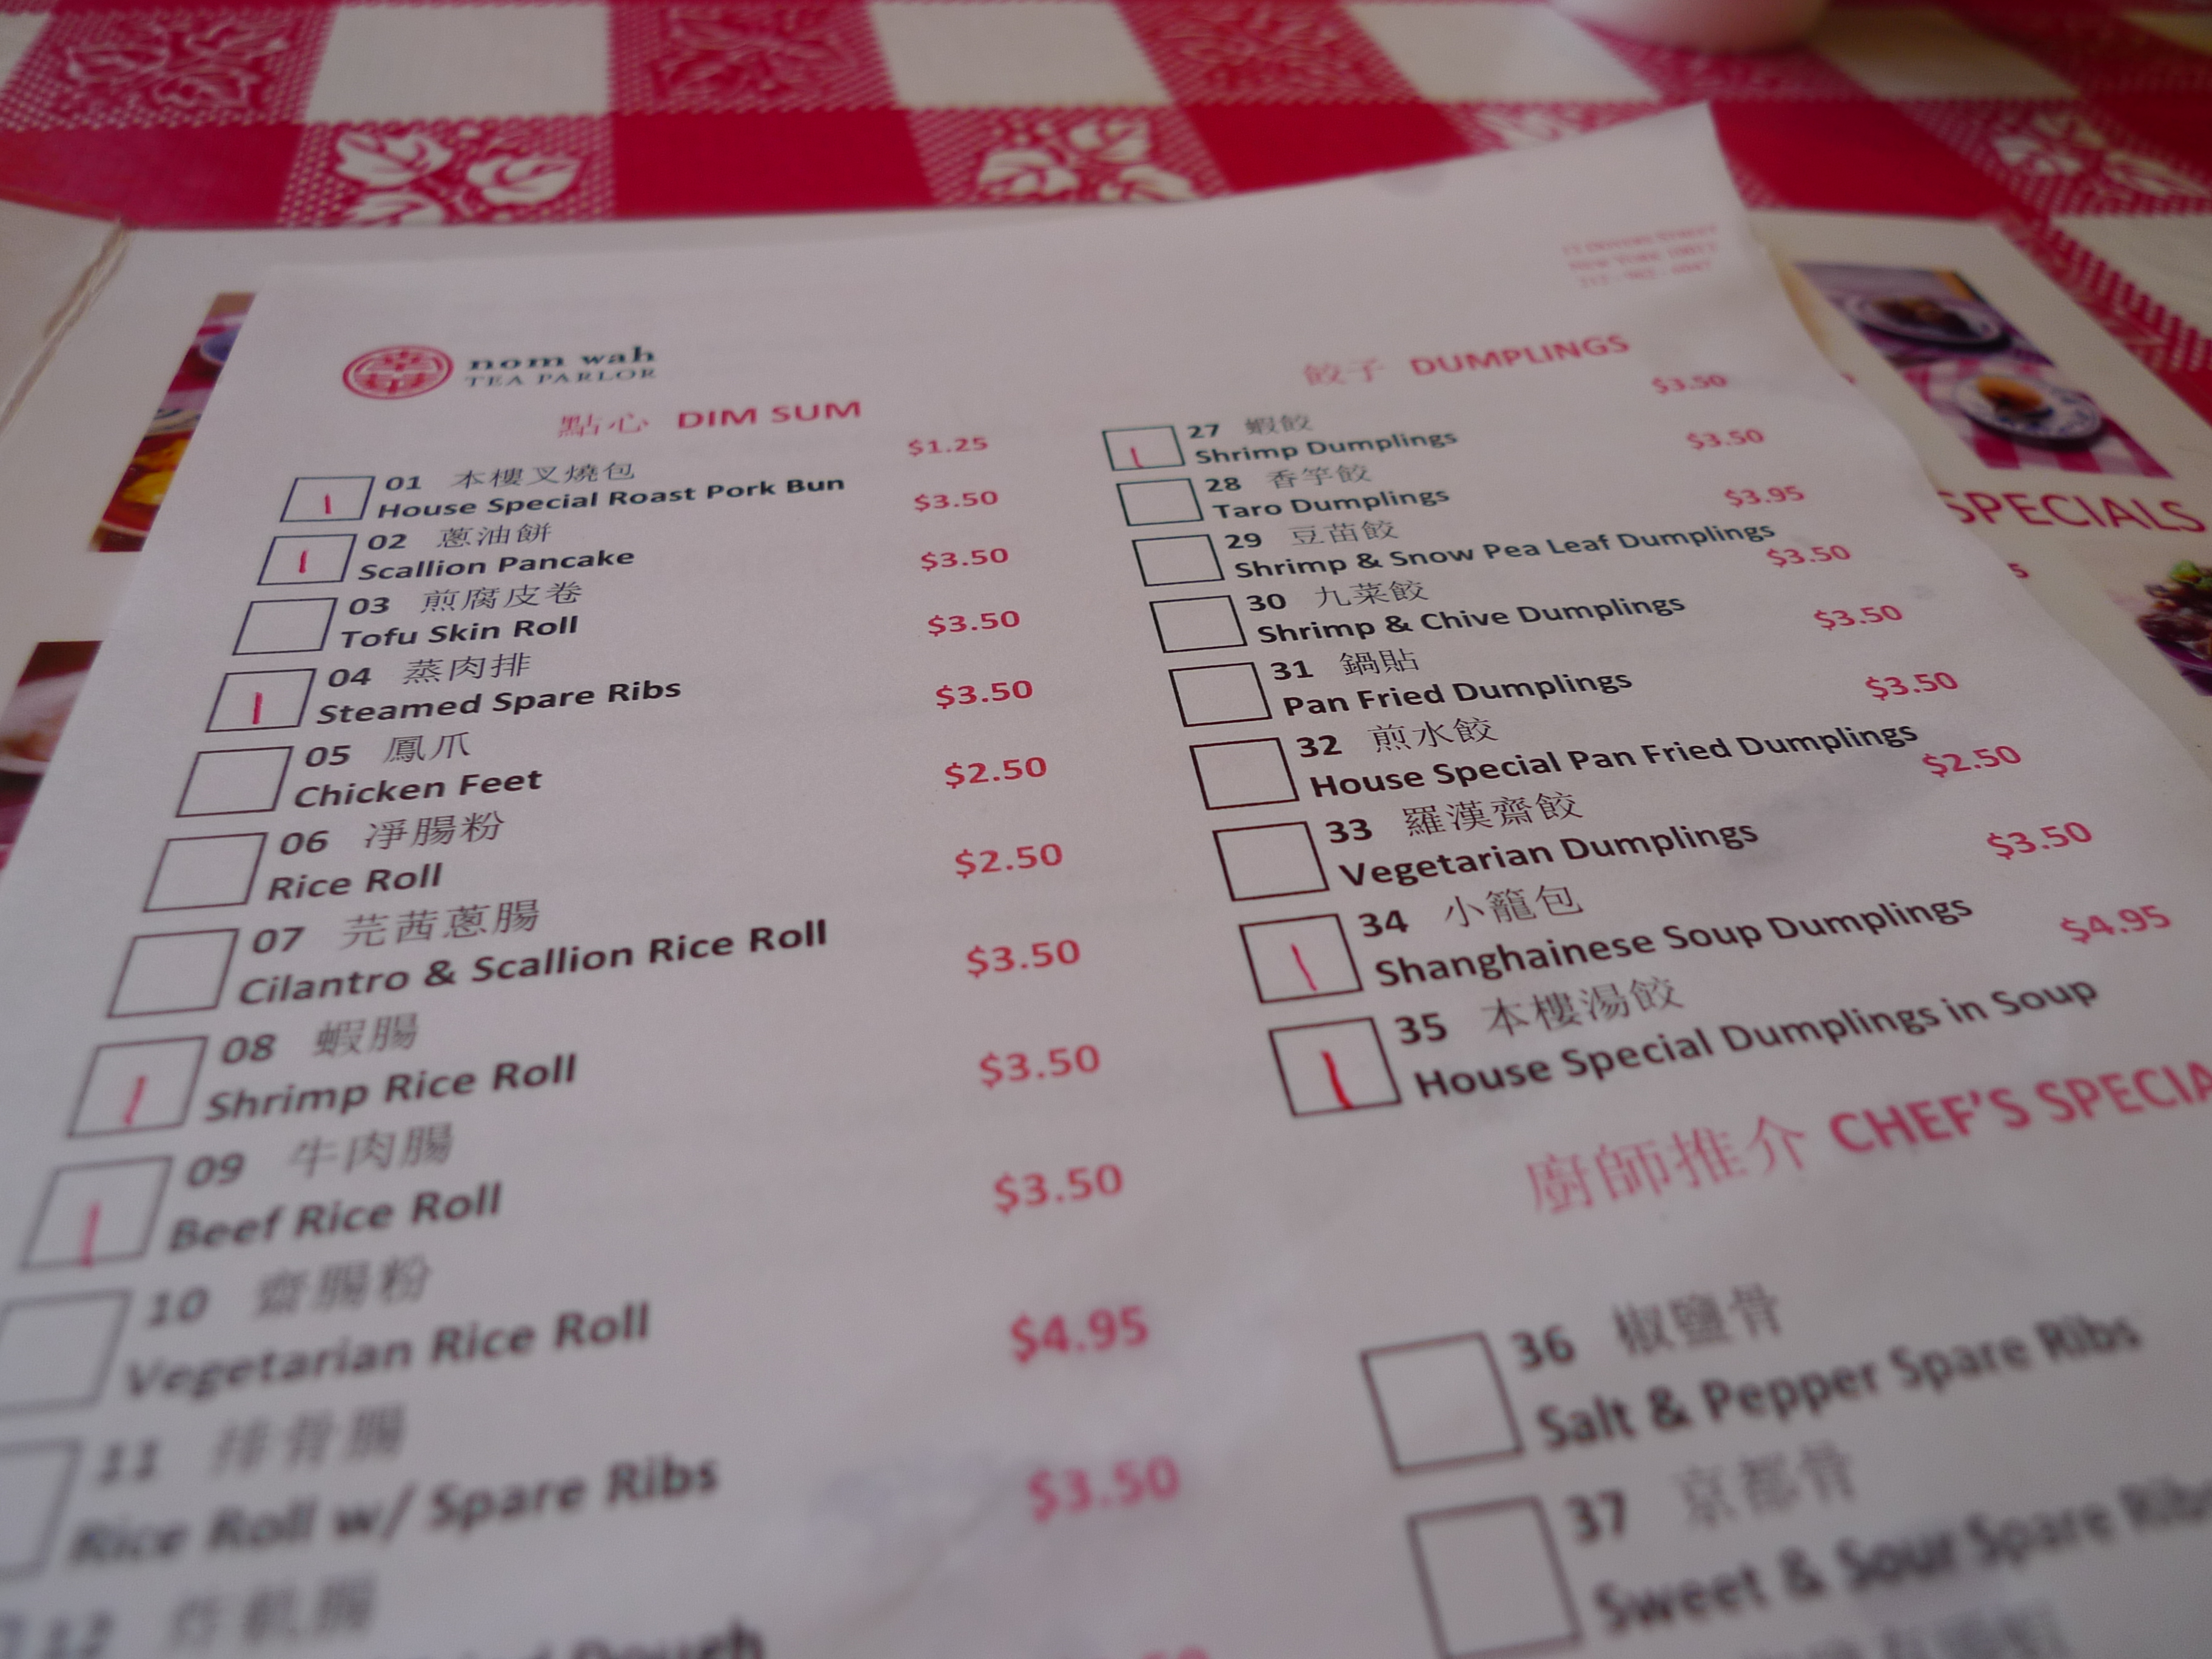 nom wah
TEA PARLOR
點心 DIM SUM
$1.25
01 本樓叉燒包
House Special Roast Pork Bun
$3.50
02 蔥油餅
Scallion Pancake
$3.50
03 煎腐皮卷
Tofu Skin Roll
$3.50
04 蒸肉排
Steamed Spare Ribs
$3.50
05 鳳爪
Chicken Feet
$2.50
06 淨腸粉
Rice Roll
$2.50
07 芫茜蔥腸
Cilantro & Scallion Rice Roll
$3.50
08 蝦腸
Shrimp Rice Roll
$3.50
09 牛肉腸
Beef Rice Roll
$3.50
10 齋腸粉
Vegetarian Rice Roll
$4.95
11 排骨腸
Rice Roll w/ Spare Ribs
$3.50
12
Dough
New York
餃子 DUMPLINGS
$3.50
27 蝦餃
Shrimp Dumplings
$3.50
28 香芋餃
Taro Dumplings
$3.95
29 豆苗餃
Shrimp & Snow Pea Leaf Dumplings
$3.50
30 九菜餃
Shrimp & Chive Dumplings
$3.50
31 鍋貼
Pan Fried Dumplings
$3.50
32 煎水餃
House Special Pan Fried Dumplings
$2.50
33 羅漢齋餃
Vegetarian Dumplings
$3.50
34 小籠包
Shanghainese Soup Dumplings
$4.95
35 本樓湯餃
House Special Dumplings in Soup
廚師推介 CHEF'S SPECIA
36 椒鹽骨
Salt & Pepper Spare Ribs
37 京都骨
Sweet & Sour Spare Ribs
SPECIALS